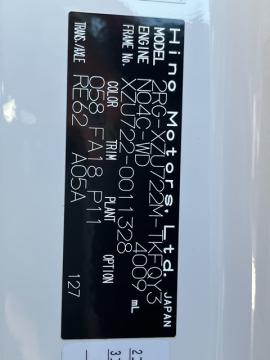 Hino Motors, Ltd. JAPAN
MODEL 2RG-XZU722M-TKFQY3
ENGINE N04C-WD 4009 mL
FRAME No. XZU722-0011328
COLOR TRIM PLANT OPTION
058 FA18 P11
TRANS./AXLE RE62 A05A 127